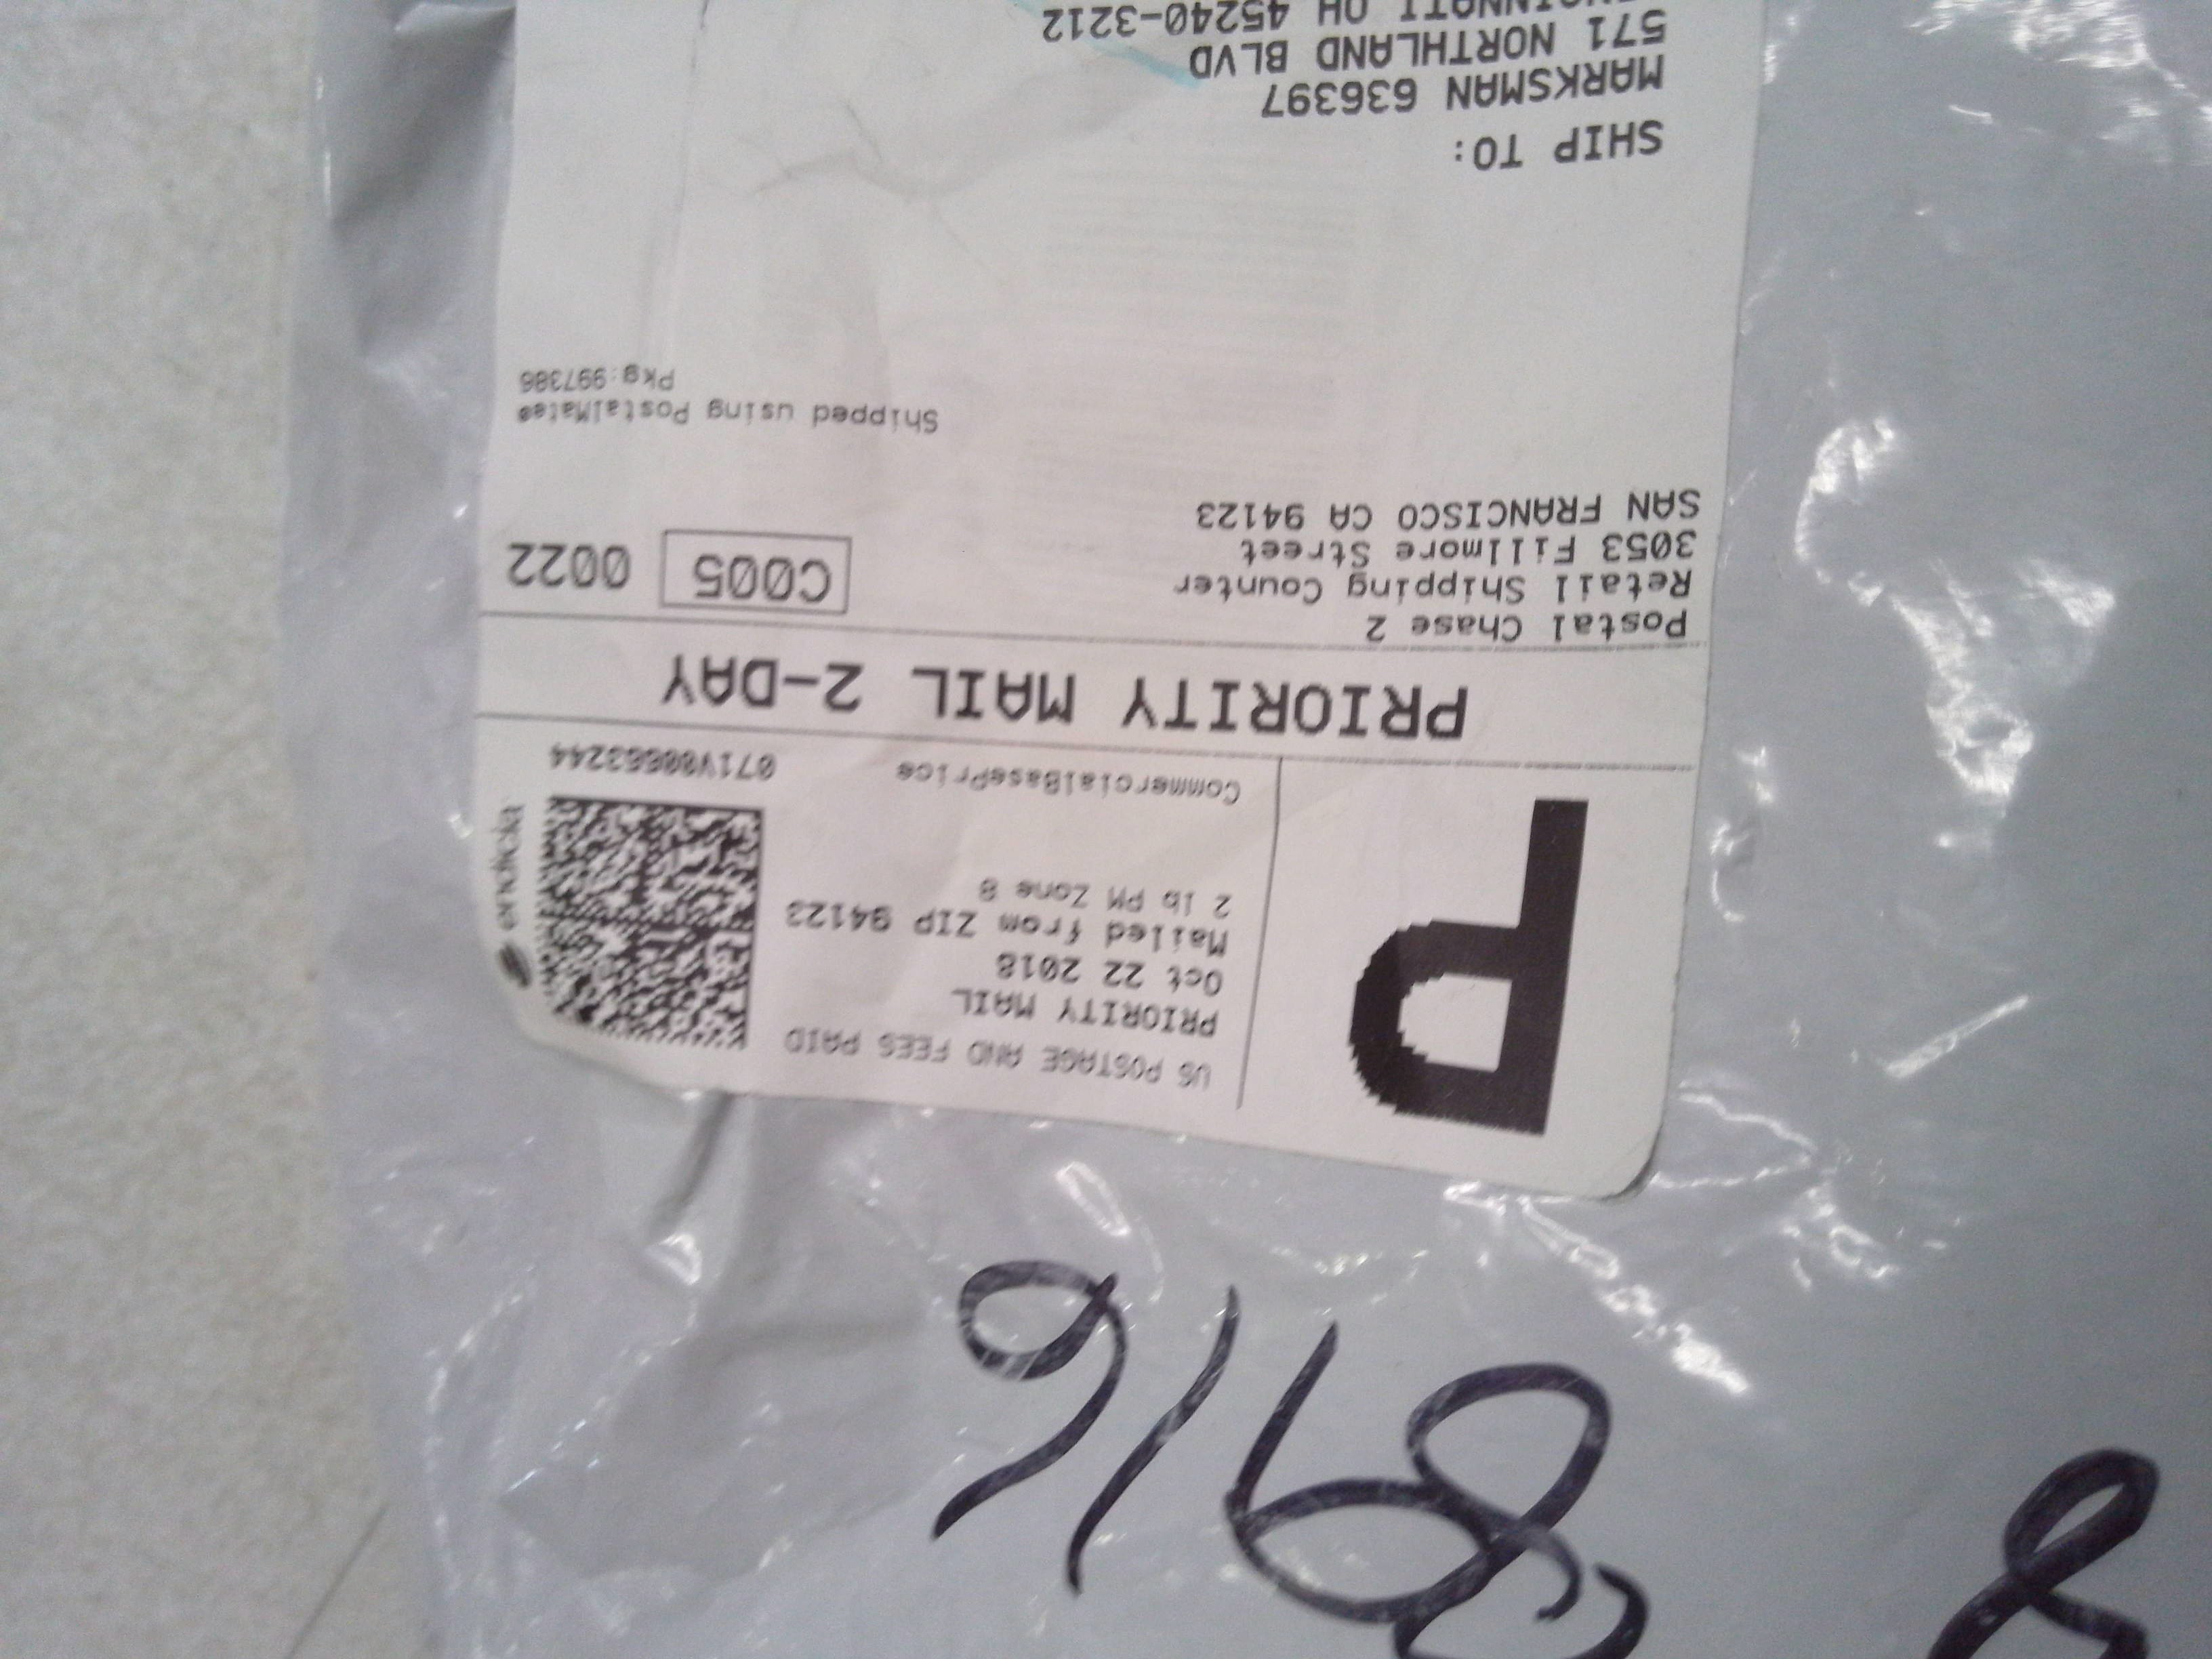 US POSTAGE AND FEES PAID
PRIORITY MAIL
Oct 22 2018
Mailed from ZIP 94123
2 lb PM Zone 8
CommercialBasePrice
endicia
P
PRIORITY MAIL 2-DAY
Postal Chase 2
Retail Shipping Counter
3053 Fillmore Street
SAN FRANCISCO CA 94123
C005
0022
Shipped using PostalMate®
Pkg:997386
SHIP TO:
MARKSMAN 636397
571 NORTHLAND BLVD
OH 45240-3212
9168